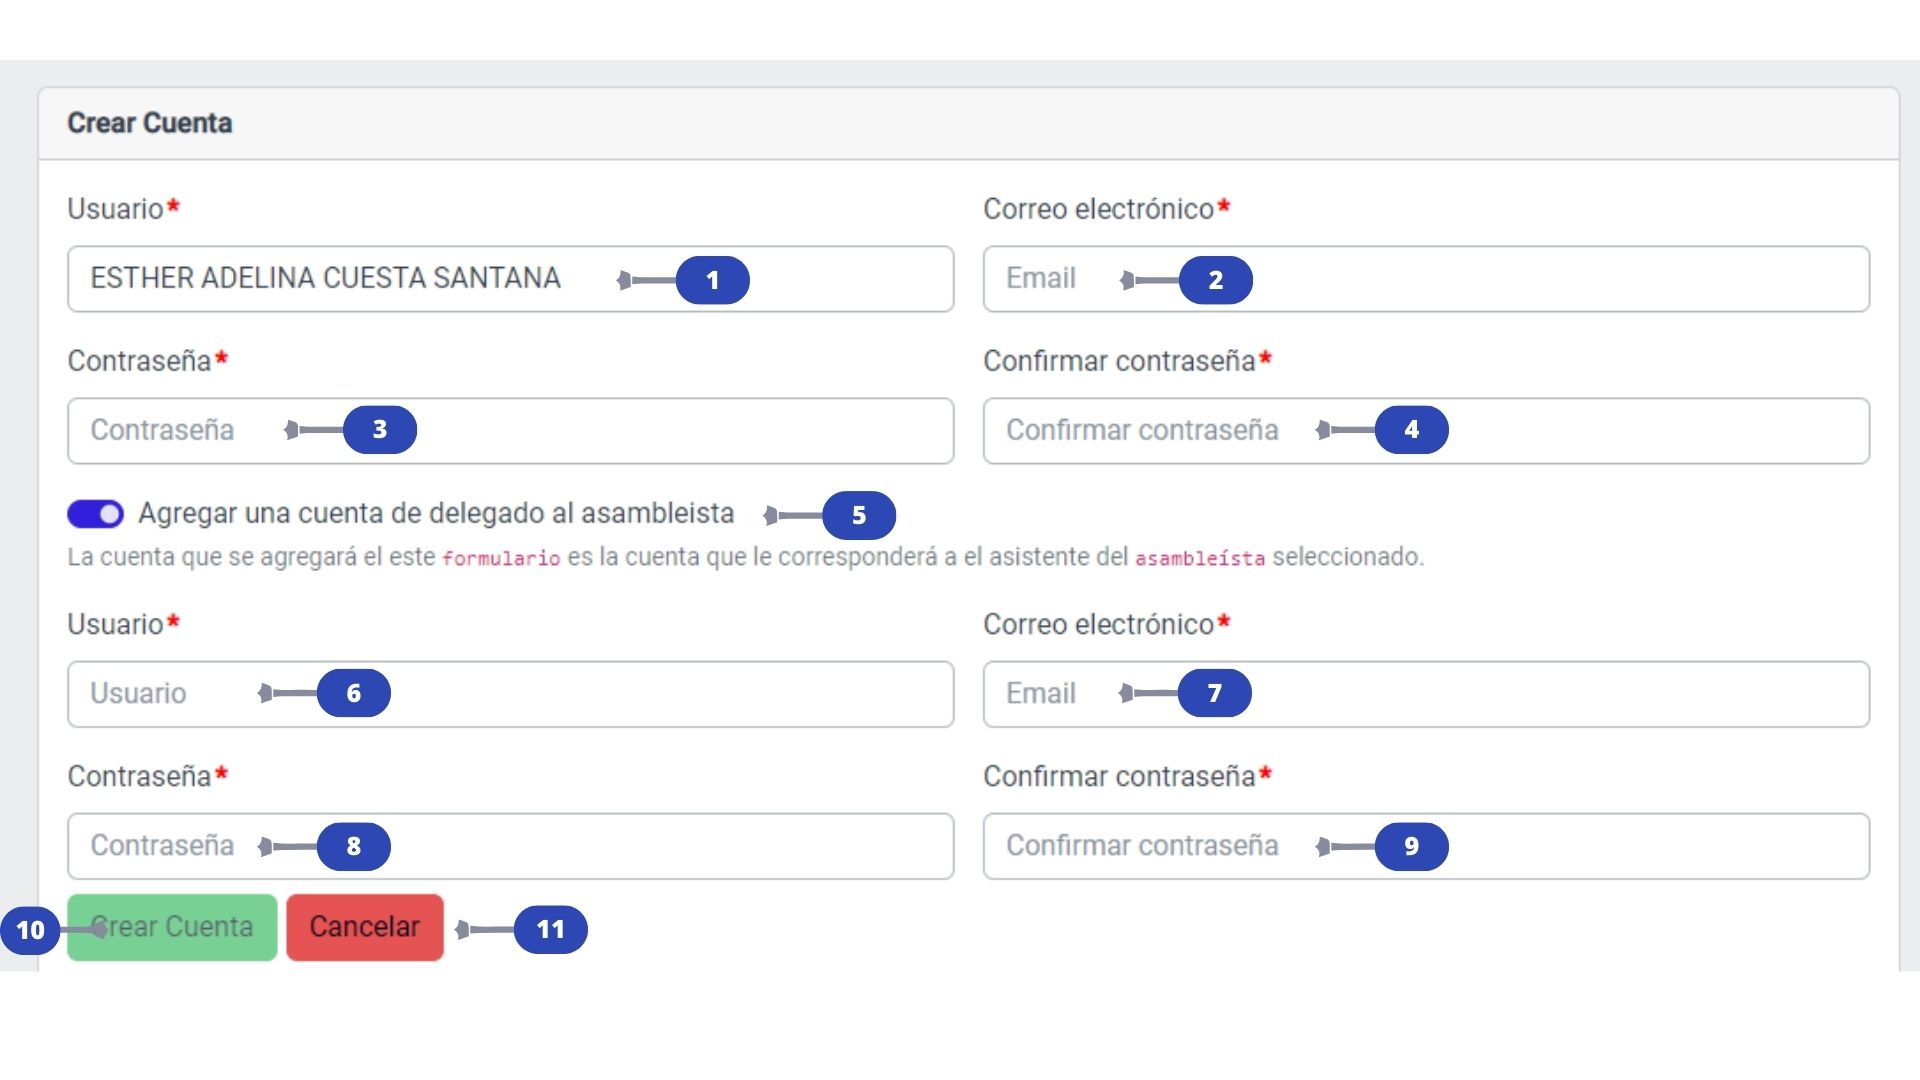 Crear Cuenta
Usuario* Correo electrónico*
ESTHER ADELINA CUESTA SANTANA 1 Email 2
Contraseña* Confirmar contraseña*
Contraseña 3 Confirmar contraseña 4
Agregar una cuenta de delegado al asambleista 5
La cuenta que se agregará el este formulario es la cuenta que le corresponderá a el asistente del asambleísta seleccionado.
Usuario* Correo electrónico*
Usuario 6 Email 7
Contraseña* Confirmar contraseña*
Contraseña 8 Confirmar contraseña 9
10 Crear Cuenta Cancelar 11